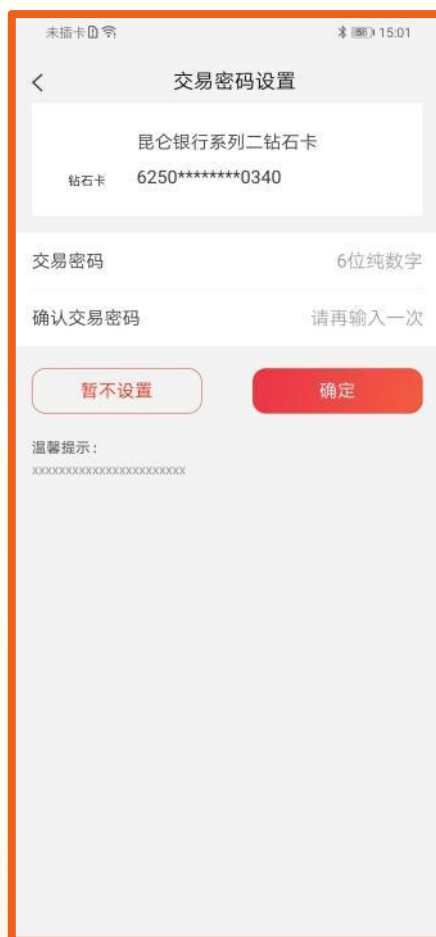 未插卡 58 15:01
交易密码设置
昆仑银行系列二钻石卡
钻石卡 6250********0340
交易密码 6位纯数字
确认交易密码 请再输入一次
暂不设置 确定
温馨提示：
xxxxxxxxxxxxxxxxxxxxxxx